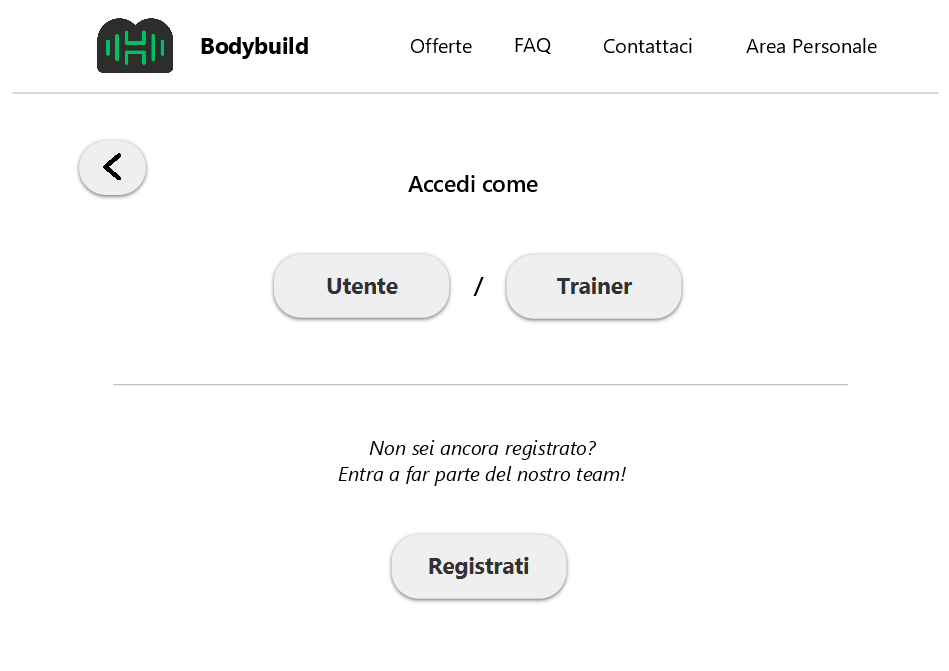 Bodybuild Offerte FAQ Contattaci Area Personale
Accedi come
Utente / Trainer
Non sei ancora registrato?
Entra a far parte del nostro team!
Registrati